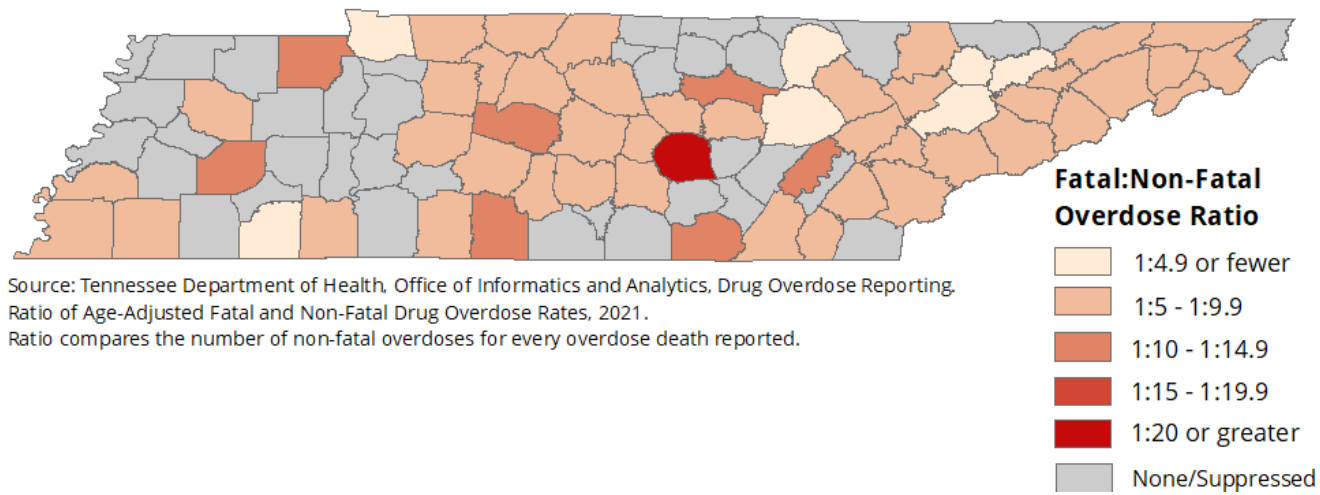 Source: Tennessee Department of Health, Office of Informatics and Analytics, Drug Overdose Reporting.
Ratio of Age-Adjusted Fatal and Non-Fatal Drug Overdose Rates, 2021.
Ratio compares the number of non-fatal overdoses for every overdose death reported.
Fatal:Non-Fatal
Overdose Ratio
1:4.9 or fewer
1:5 - 1:9.9
1:10 - 1:14.9
1:15 - 1:19.9
1:20 or greater
None/Suppressed